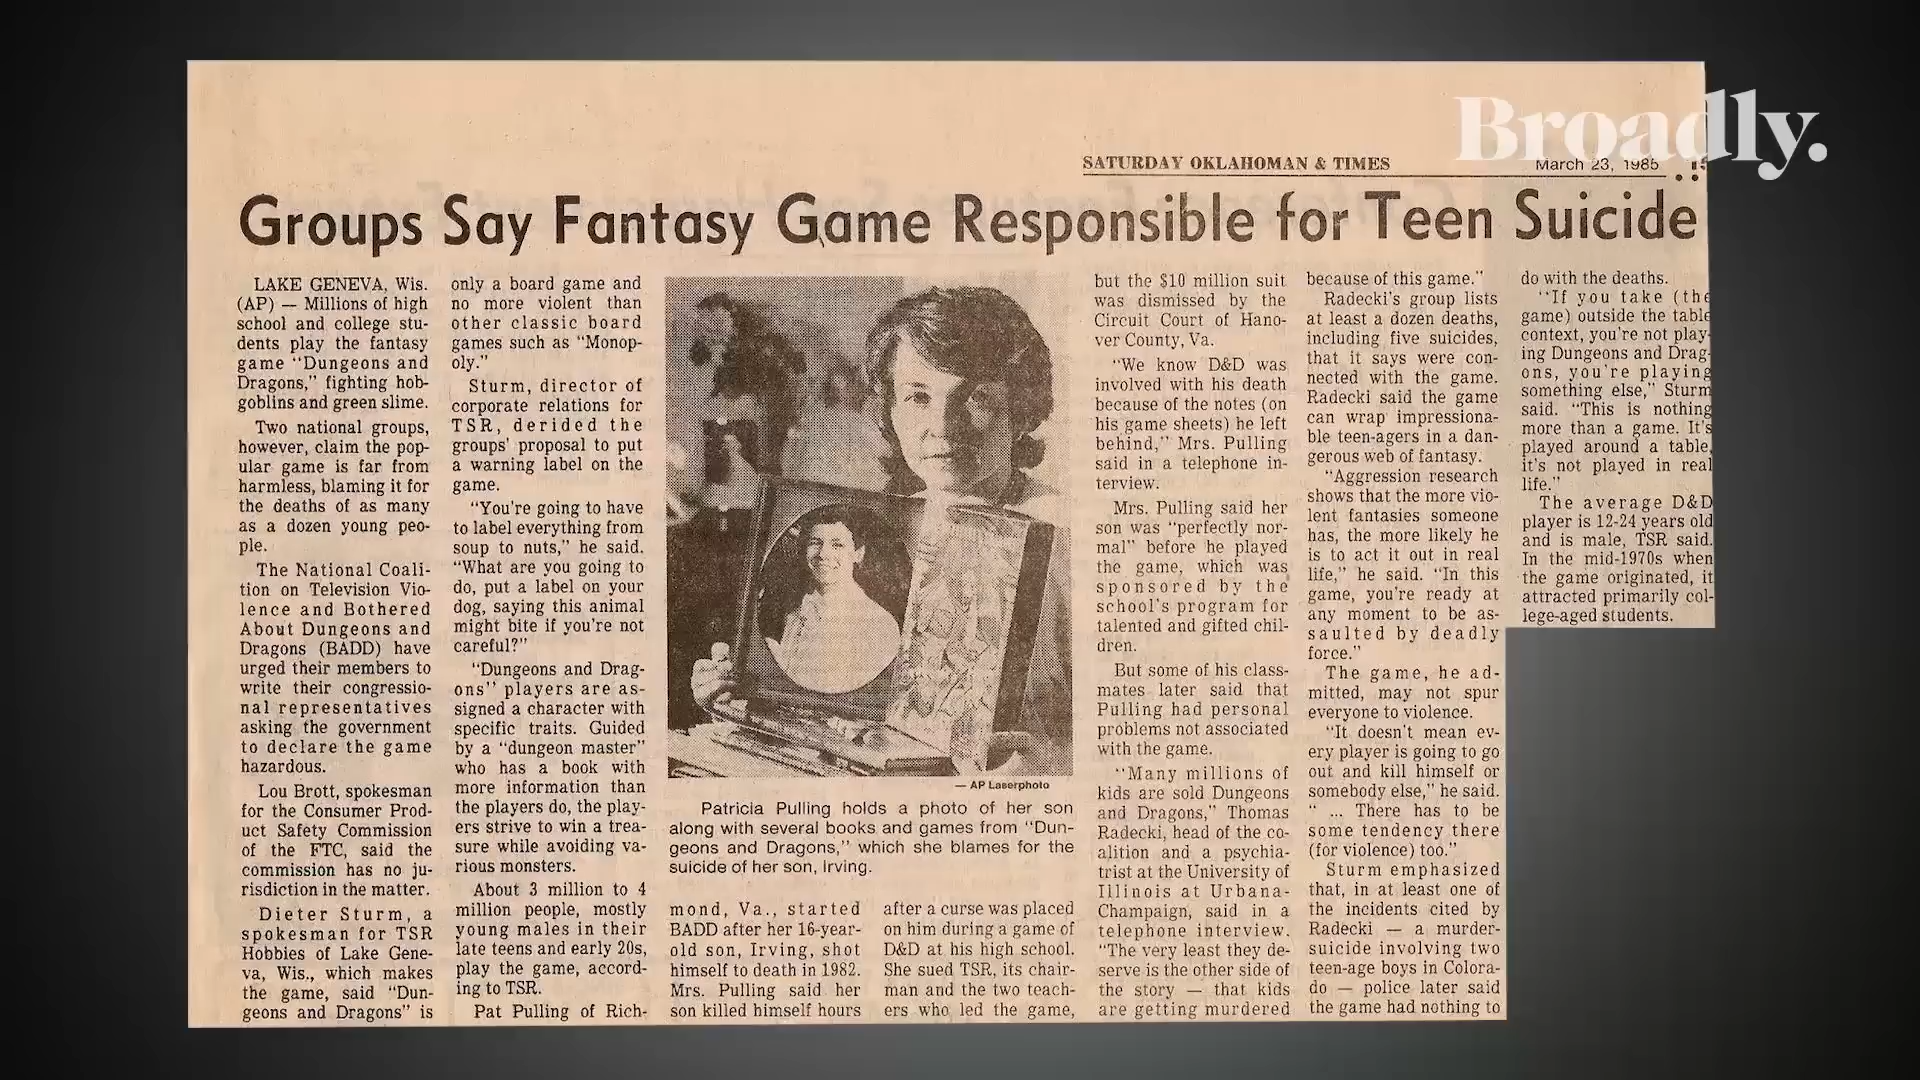 Broadly.
SATURDAY OKLAHOMAN & TIMES March 23, 1985
Groups Say Fantasy Game Responsible for Teen Suicide
LAKE GENEVA, Wis.
(AP) — Millions of high
school and college stu-
dents play the fantasy
game "Dungeons and
Dragons," fighting hob-
goblins and green slime.
Two national groups,
however, claim the pop-
ular game is far from
harmless, blaming it for
the deaths of as many
as a dozen young peo-
ple.
The National Coali-
tion on Television Vio-
lence and Bothered
About Dungeons and
Dragons (BADD) have
urged their members to
write their congressio-
nal representatives
asking the government
to declare the game
hazardous.
Lou Brott, spokesman
for the Consumer Prod-
uct Safety Commission
of the FTC, said the
commission has no ju-
risdiction in the matter.
Dieter Sturm, a
spokesman for TSR
Hobbies of Lake Gene-
va, Wis., which makes
the game, said "Dun-
geons and Dragons" is
only a board game and
no more violent than
other classic board
games such as "Monop-
oly."
Sturm, director of
corporate relations for
TSR, derided the
groups' proposal to put
a warning label on the
game.
"You're going to have
to label everything from
soup to nuts," he said.
"What are you going to
do, put a label on your
dog, saying this animal
might bite if you're not
careful?"
"Dungeons and Drag-
ons" players are as-
signed a character with
specific traits. Guided
by a "dungeon master"
who has a book with
more information than
the players do, the play-
ers strive to win a trea-
sure while avoiding va-
rious monsters.
About 3 million to 4
million people, mostly
young males in their
late teens and early 20s,
play the game, accord-
ing to TSR.
Pat Pulling of Rich-
— AP Laserphoto
Patricia Pulling holds a photo of her son
along with several books and games from "Dun-
geons and Dragons," which she blames for the
suicide of her son, Irving.
mond, Va., started
BADD after her 16-year-
old son, Irving, shot
himself to death in 1982.
Mrs. Pulling said her
son killed himself hours
after a curse was placed
on him during a game of
D&D at his high school.
She sued TSR, its chair-
man and the two teach-
ers who led the game,
but the $10 million suit
was dismissed by the
Circuit Court of Hano-
ver County, Va.
"We know D&D was
involved with his death
because of the notes (on
his game sheets) he left
behind," Mrs. Pulling
said in a telephone in-
terview.
Mrs. Pulling said her
son was "perfectly nor-
mal" before he played
the game, which was
sponsored by the
school's program for
talented and gifted chil-
dren.
But some of his class-
mates later said that
Pulling had personal
problems not associated
with the game.
"Many millions of
kids are sold Dungeons
and Dragons," Thomas
Radecki, head of the co-
alition and a psychia-
trist at the University of
Illinois at Urbana-
Champaign, said in a
telephone interview.
"The very least they de-
serve is the other side of
the story — that kids
are getting murdered
because of this game."
Radecki's group lists
at least a dozen deaths,
including five suicides,
that it says were con-
nected with the game.
Radecki said the game
can wrap impressiona-
ble teen-agers in a dan-
gerous web of fantasy.
"Aggression research
shows that the more vio-
lent fantasies someone
has, the more likely he
is to act it out in real
life," he said. "In this
game, you're ready at
any moment to be as-
saulted by deadly
force."
The game, he ad-
mitted, may not spur
everyone to violence.
"It doesn't mean ev-
ery player is going to go
out and kill himself or
somebody else," he said.
" ... There has to be
some tendency there
(for violence) too."
Sturm emphasized
that, in at least one of
the incidents cited by
Radecki — a murder-
suicide involving two
teen-age boys in Colora-
do — police later said
the game had nothing to
do with the deaths.
"If you take (the
game) outside the table
context, you're not play-
ing Dungeons and Drag-
ons, you're playing
something else," Sturm
said. "This is nothing
more than a game. It's
played around a table,
it's not played in real
life."
The average D&D
player is 12-24 years old
and is male, TSR said.
In the mid-1970s when
the game originated, it
attracted primarily col-
lege-aged students.